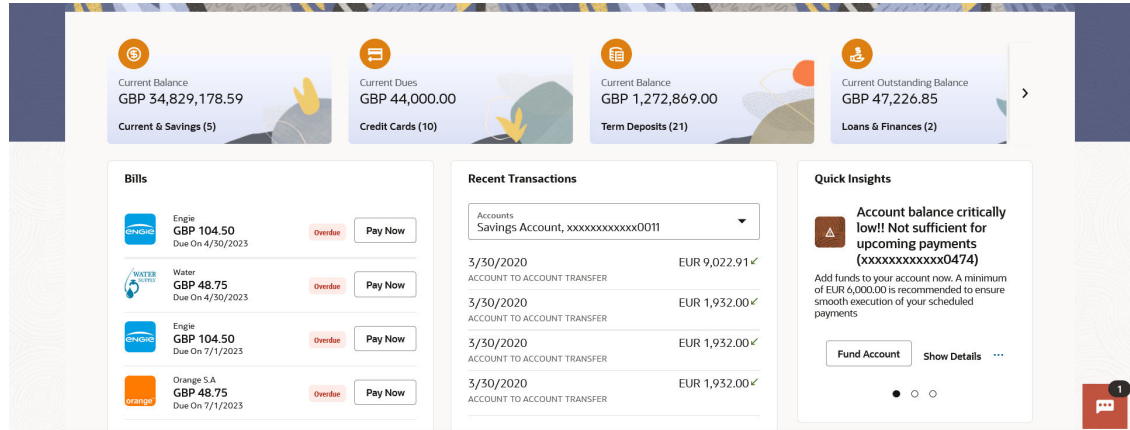 Current Balance
GBP 34,829,178.59
Current & Savings (5)
Current Dues
GBP 44,000.00
Credit Cards (10)
Current Balance
GBP 1,272,869.00
Term Deposits (21)
Current Outstanding Balance
GBP 47,226.85
Loans & Finances (2)
Bills
ENGIE
Engie
GBP 104.50
Due On 4/30/2023
Overdue
Pay Now
WATER
SUPPLY
Water
GBP 48.75
Due On 4/30/2023
Overdue
Pay Now
ENGIE
Engie
GBP 104.50
Due On 7/1/2023
Overdue
Pay Now
orange
Orange S.A
GBP 48.75
Due On 7/1/2023
Overdue
Pay Now
Recent Transactions
Accounts
Savings Account, xxxxxxxxxxxx0011
3/30/2020 EUR 9,022.91
ACCOUNT TO ACCOUNT TRANSFER
3/30/2020 EUR 1,932.00
ACCOUNT TO ACCOUNT TRANSFER
3/30/2020 EUR 1,932.00
ACCOUNT TO ACCOUNT TRANSFER
3/30/2020 EUR 1,932.00
ACCOUNT TO ACCOUNT TRANSFER
Quick Insights
Account balance critically
low!! Not sufficient for
upcoming payments
(xxxxxxxxxxxx0474)
Add funds to your account now. A minimum
of EUR 6,000.00 is recommended to ensure
smooth execution of your scheduled
payments
Fund Account
Show Details
1